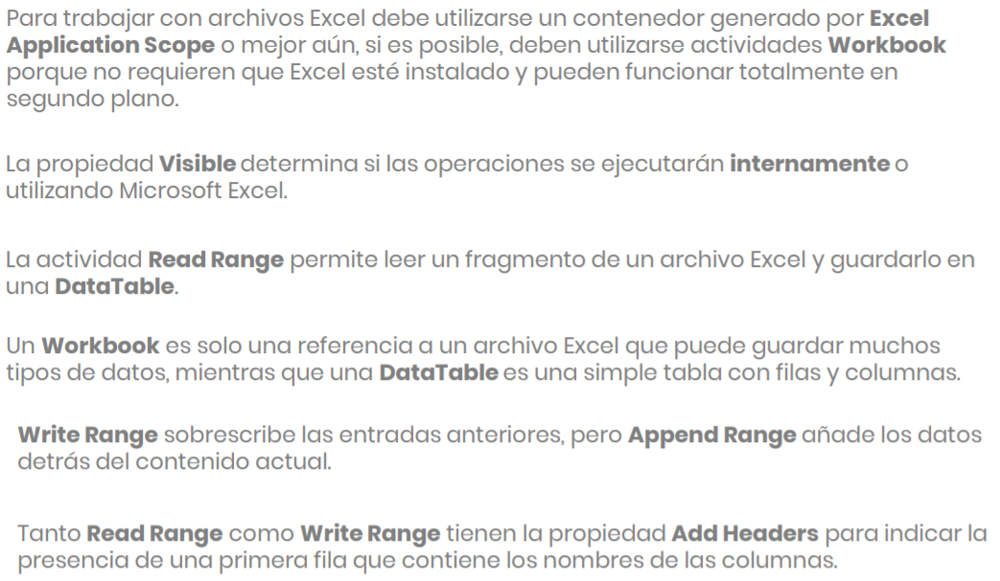 Para trabajar con archivos Excel debe utilizarse un contenedor generado por Excel
Application Scope o mejor aún, si es posible, deben utilizarse actividades Workbook
porque no requieren que Excel esté instalado y pueden funcionar totalmente en
segundo plano.
La propiedad Visible determina si las operaciones se ejecutarán internamente o
utilizando Microsoft Excel.
La actividad Read Range permite leer un fragmento de un archivo Excel y guardarlo en
una DataTable.
Un Workbook es solo una referencia a un archivo Excel que puede guardar muchos
tipos de datos, mientras que una DataTable es una simple tabla con filas y columnas.
Write Range sobrescribe las entradas anteriores, pero Append Range añade los datos
detrás del contenido actual.
Tanto Read Range como Write Range tienen la propiedad Add Headers para indicar la
presencia de una primera fila que contiene los nombres de las columnas.